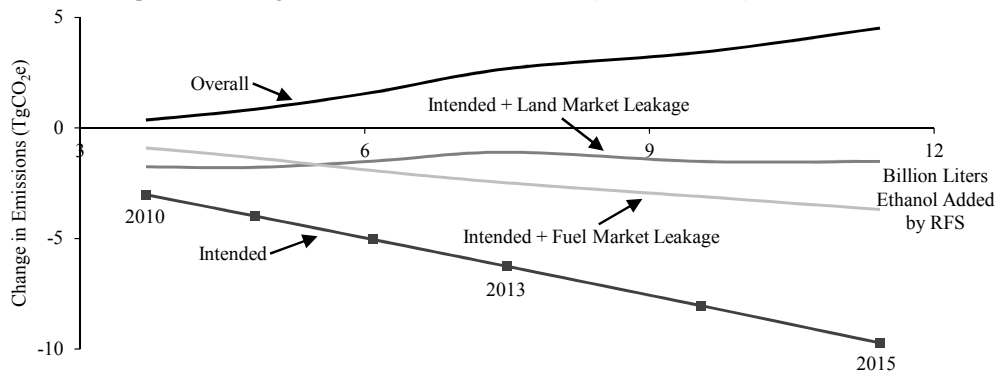 5
Overall
Intended + Land Market Leakage
0
3
6
9
12
Billion Liters
Ethanol Added
by RFS
2010
Intended
Intended + Fuel Market Leakage
-5
2013
-10
2015
Change in Emissions (TgCO₂e)